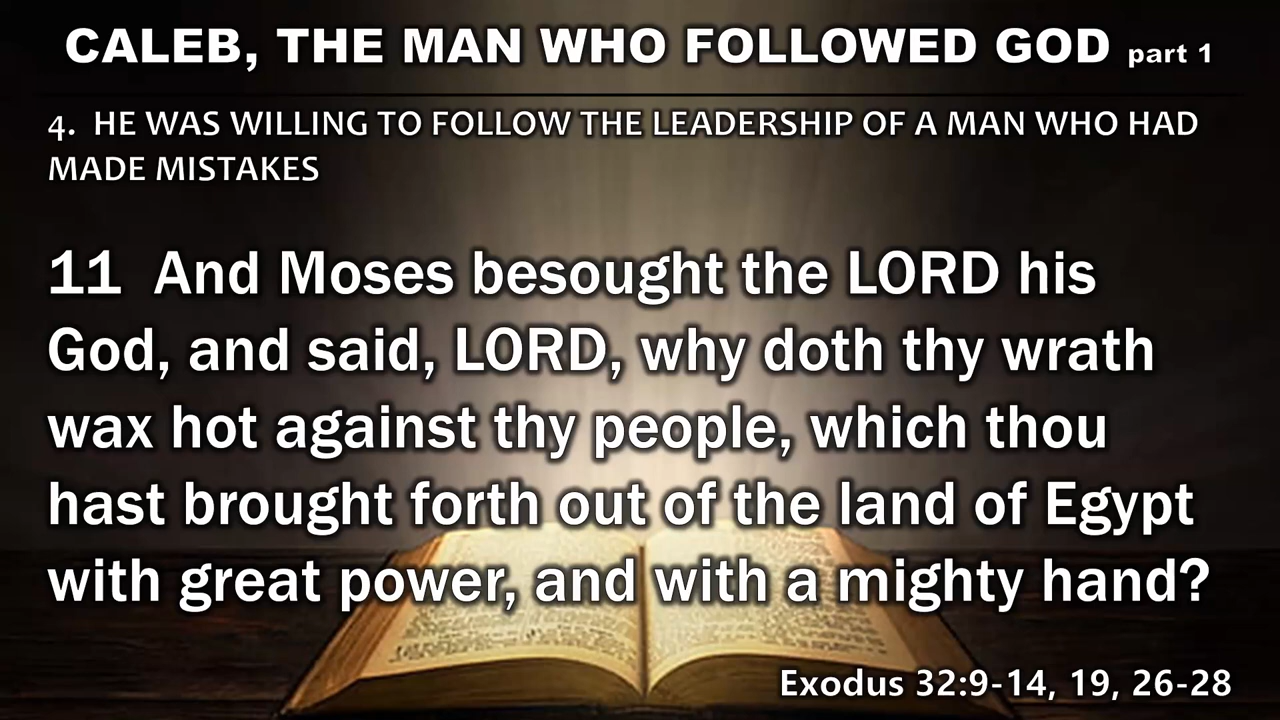 CALEB, THE MAN WHO FOLLOWED GOD part 1
4. HE WAS WILLING TO FOLLOW THE LEADERSHIP OF A MAN WHO HAD
MADE MISTAKES
11 And Moses besought the LORD his
God, and said, LORD, why doth thy wrath
wax hot against thy people, which thou
hast brought forth out of the land of Egypt
with great power, and with a mighty hand?
Exodus 32:9-14, 19, 26-28